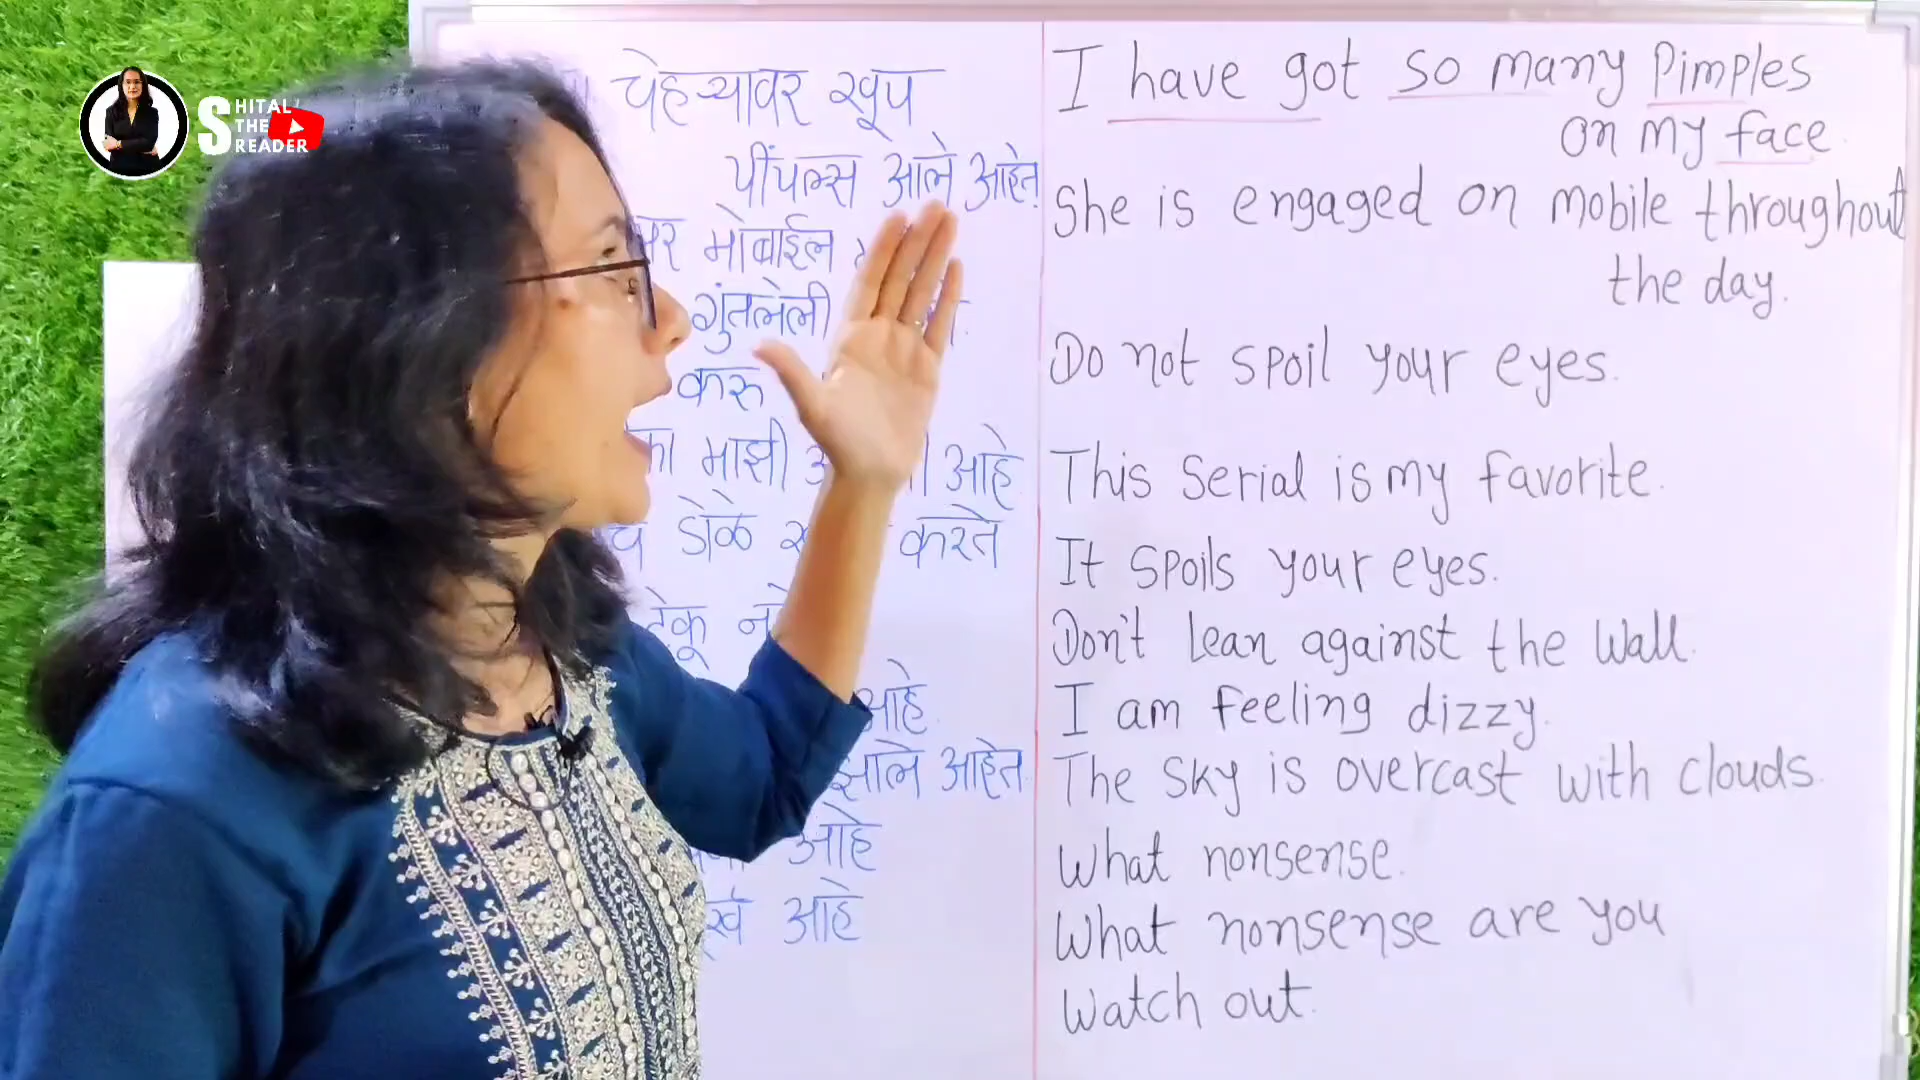 SHITAL
THE
READER
चेहऱ्यावर खूप
पींपल्स आले आहेत.
मोबाईल
गुंतलेली
करू
माझी आहे
डोळे करते
टेकू
आहे.
झाले आहेत.
आहे
आहे
I have got so many Pimples
on my face.
She is engaged on mobile throughout
the day.
Do not spoil your eyes.
This serial is my favorite.
It spoils your eyes.
Don't lean against the wall.
I am feeling dizzy.
The sky is overcast with clouds.
What nonsense.
What nonsense are you
Watch out.